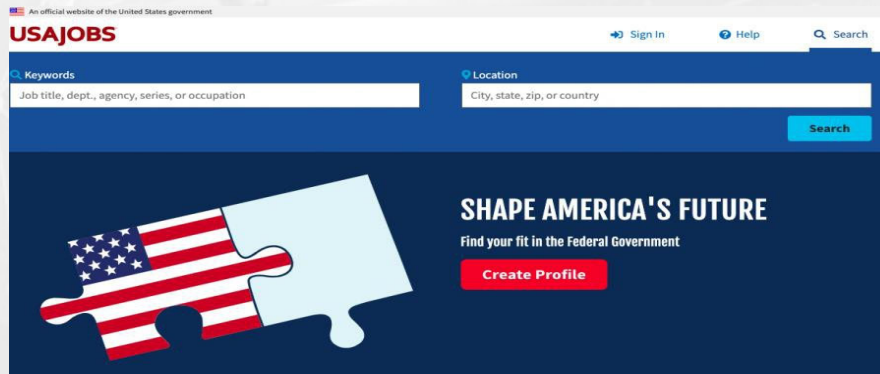 An official website of the United States government
USAJOBS
Sign In
Help
Search
Keywords
Location
Job title, dept., agency, series, or occupation
City, state, zip, or country
Search
SHAPE AMERICA'S FUTURE
Find your fit in the Federal Government
Create Profile